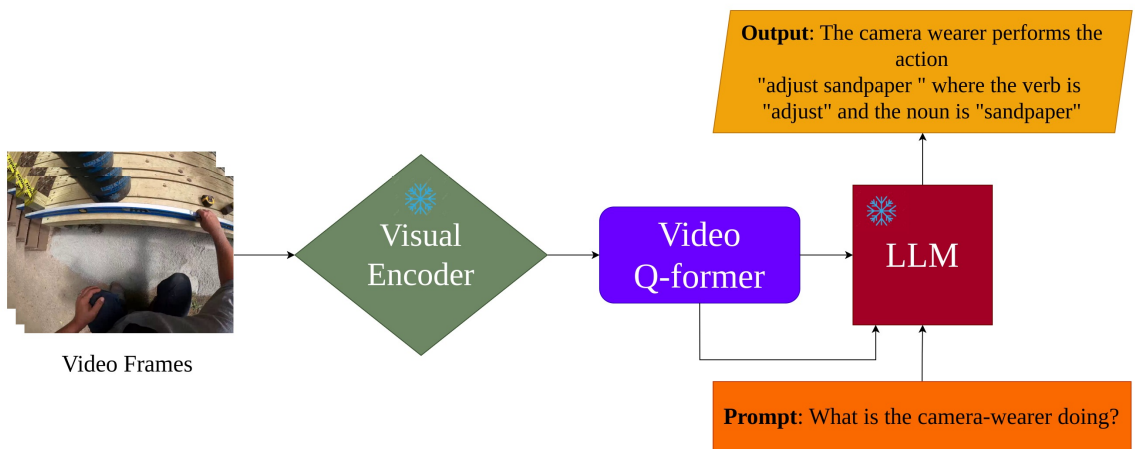 Output: The camera wearer performs the
action
"adjust sandpaper " where the verb is
"adjust" and the noun is "sandpaper"
Visual
Encoder
Video
Q-former
LLM
Video Frames
Prompt: What is the camera-wearer doing?